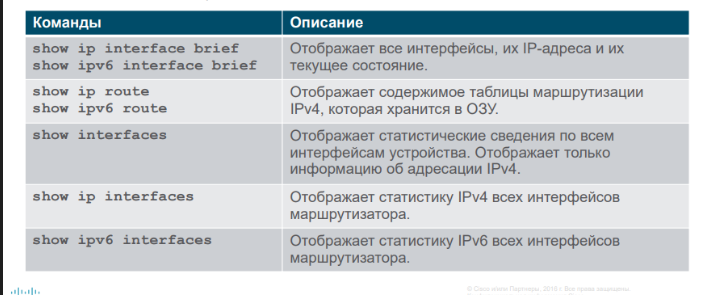 Команды
Описание
show ip interface brief
show ipv6 interface brief
Отображает все интерфейсы, их IP-адреса и их
текущее состояние.
show ip route
show ipv6 route
Отображает содержимое таблицы маршрутизации
IPv4, которая хранится в ОЗУ.
show interfaces
Отображает статистические сведения по всем
интерфейсам устройства. Отображает только
информацию об адресации IPv4.
show ip interfaces
Отображает статистику IPv4 всех интерфейсов
маршрутизатора.
show ipv6 interfaces
Отображает статистику IPv6 всех интерфейсов
маршрутизатора.
© Cisco и/или Партнеры, 2016 г. Все права защищены.